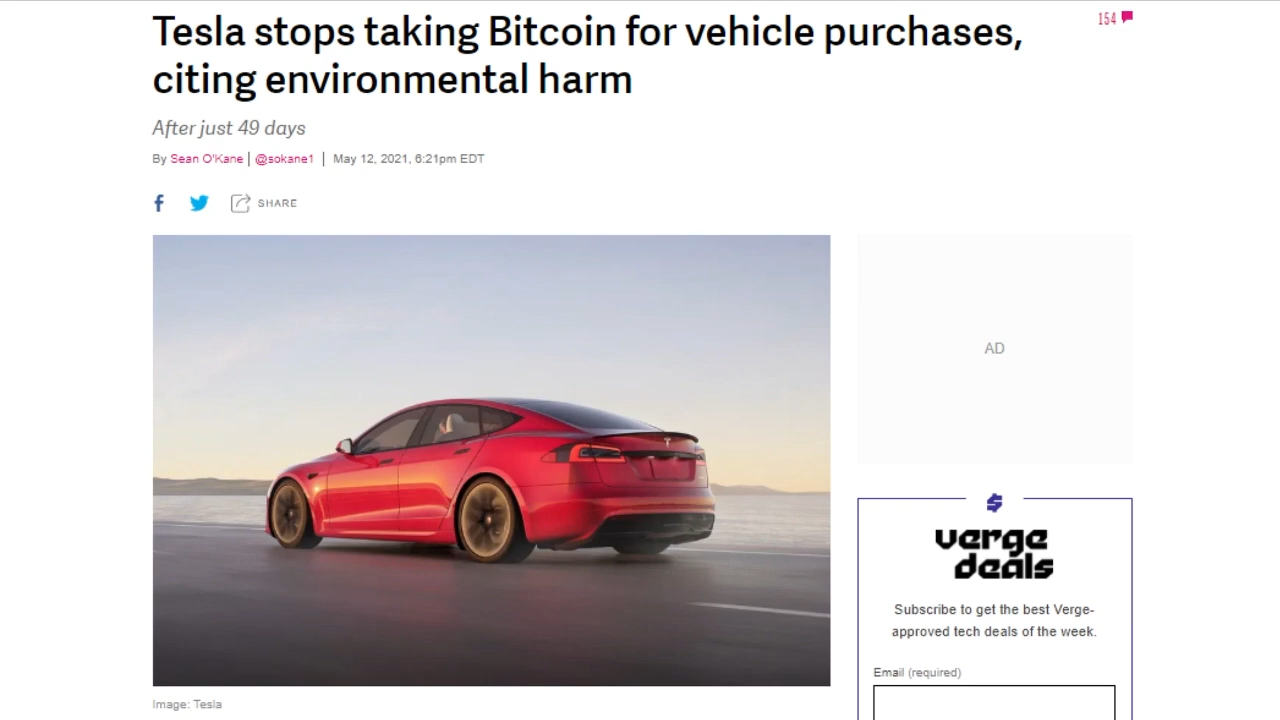 Tesla stops taking Bitcoin for vehicle purchases,
citing environmental harm
154
After just 49 days
By Sean O'Kane | @sokane1 | May 12, 2021, 6:21pm EDT
SHARE
AD
verge
deals
Subscribe to get the best Verge-
approved tech deals of the week.
Email (required)
Image: Tesla